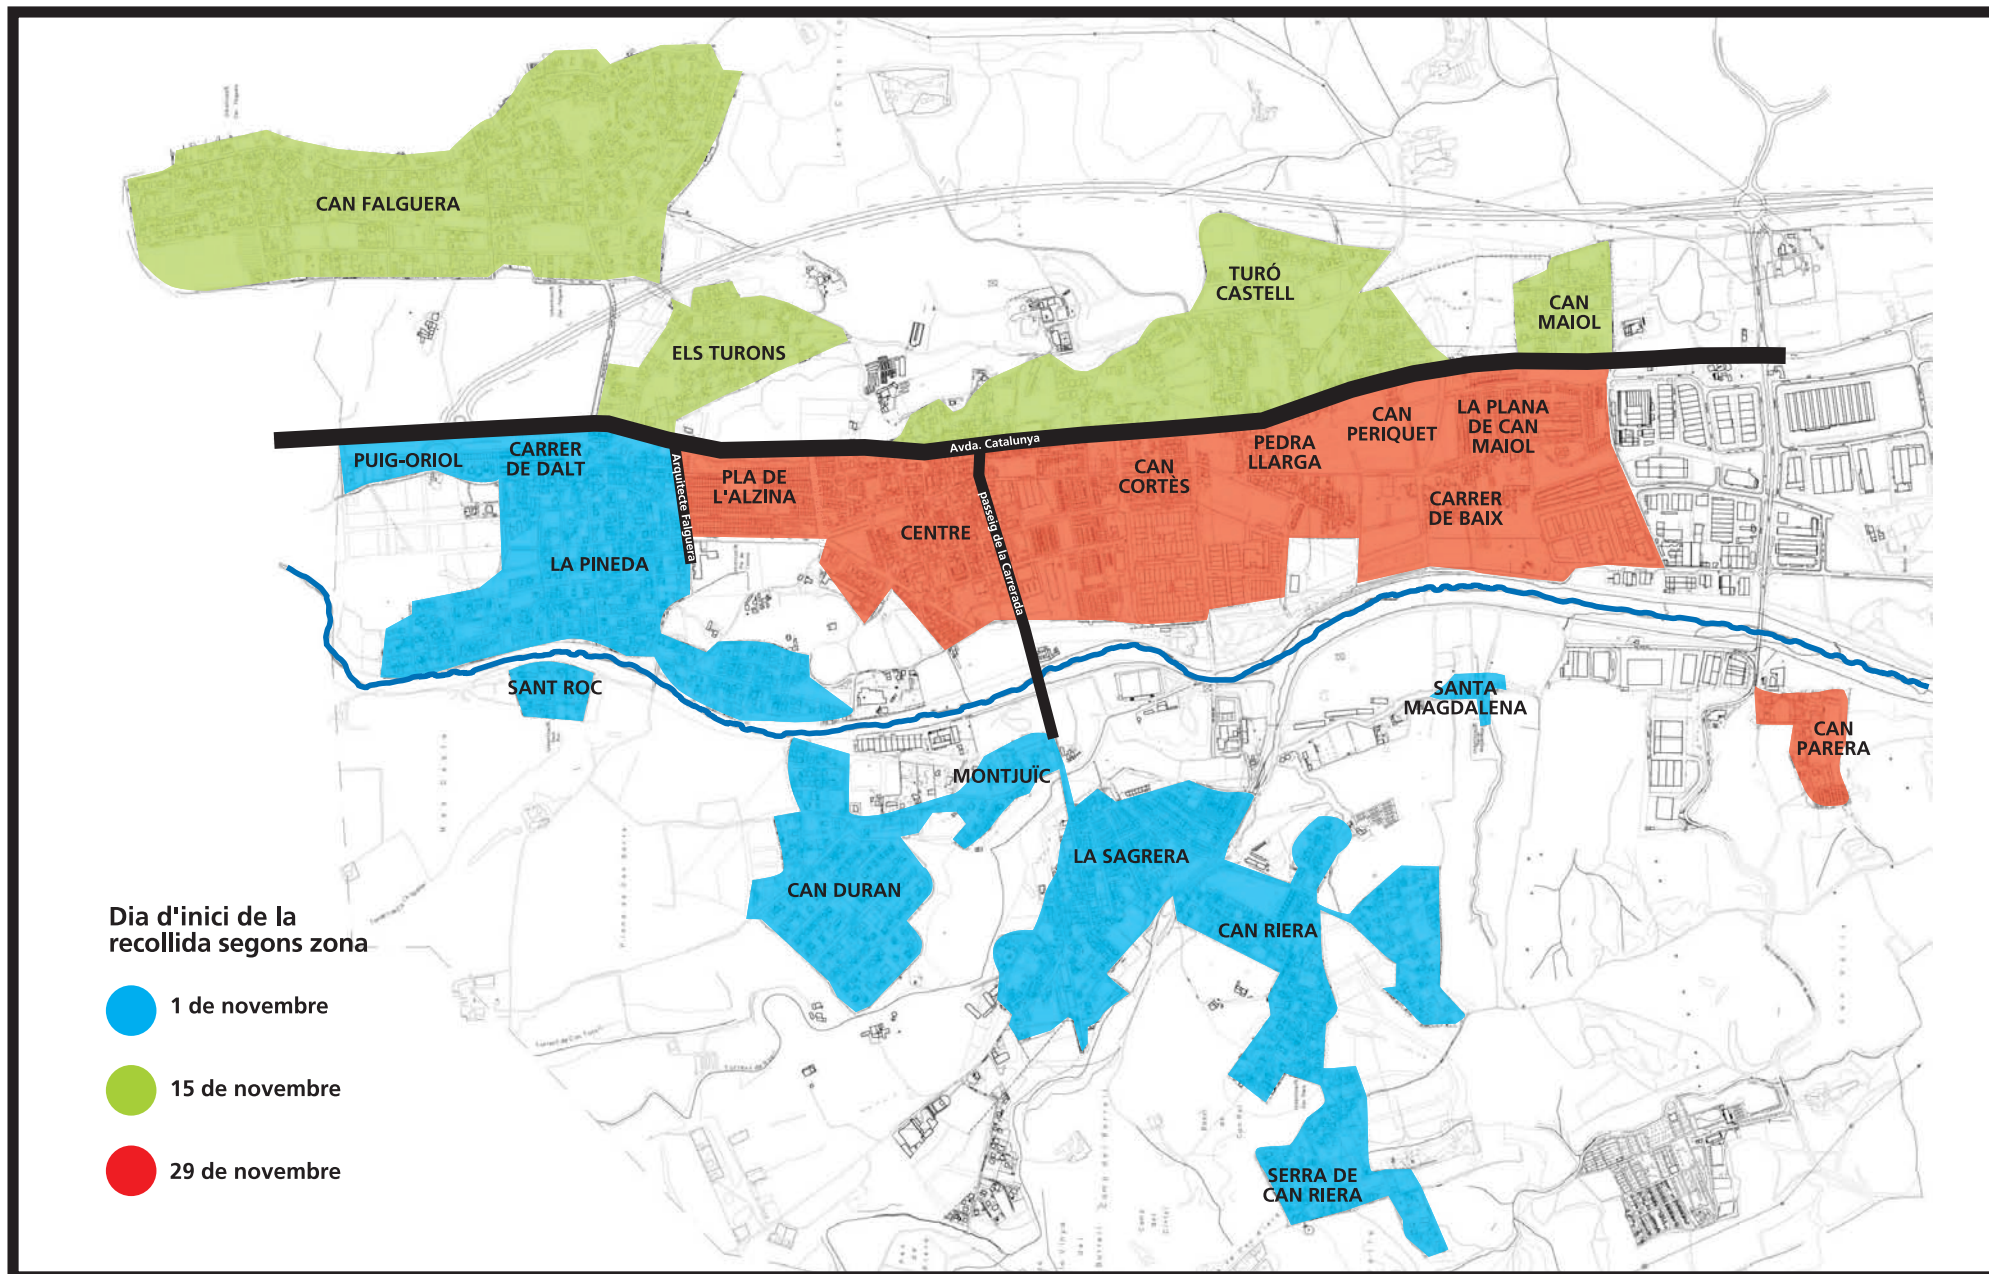 CAN FALGUERA
TURÓ
CASTELL
CAN
MAIOL
ELS TURONS
Avda. Catalunya
PUIG-ORIOL
CARRER
DE DALT
Arquitecte Falguera
PLA DE
L'ALZINA
CENTRE
passeig de la Carrerada
CAN
CORTÈS
PEDRA
LLARGA
CAN
PERIQUET
LA PLANA
DE CAN
MAIOL
CARRER
DE BAIX
LA PINEDA
SANT ROC
SANTA
MAGDALENA
CAN
PARERA
MONTJUÏC
LA SAGRERA
CAN DURAN
CAN RIERA
SERRA DE
CAN RIERA
Dia d'inici de la
recollida segons zona
1 de novembre
15 de novembre
29 de novembre